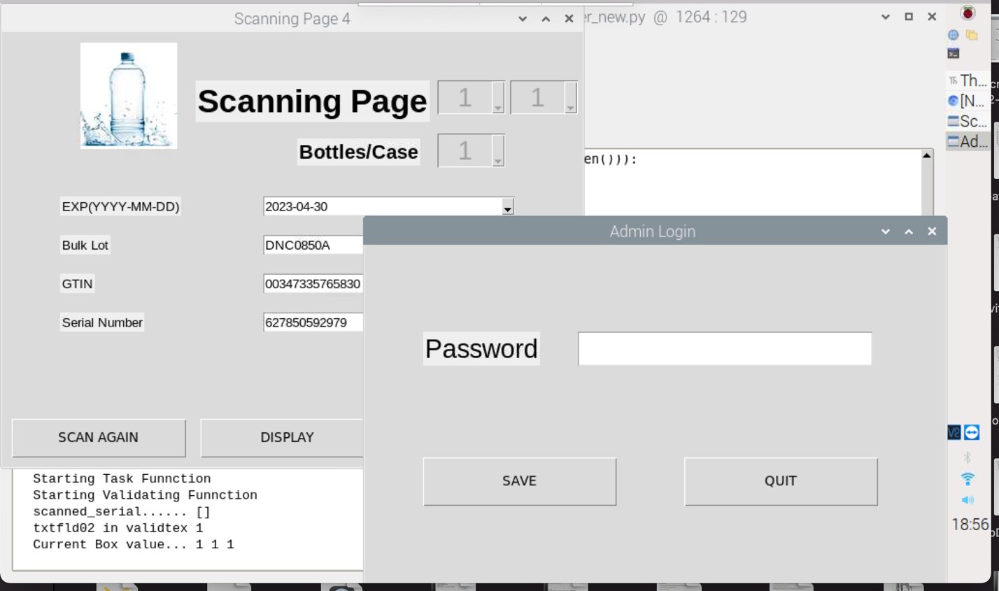 Scanning Page 4
er_new.py @ 1264 : 129
Scanning Page 1 1
Bottles/Case 1
EXP(YYYY-MM-DD) 2023-04-30
Bulk Lot DNC0850A
GTIN 00347335765830
Serial Number 627850592979
SCAN AGAIN DISPLAY
en())):
Admin Login
Password
SAVE QUIT
Starting Task Funnction
Starting Validating Funnction
scanned_serial...... []
txtfld02 in validtex 1
Current Box value... 1 1 1
Th...
[N...
Sc...
Ad...
18:56